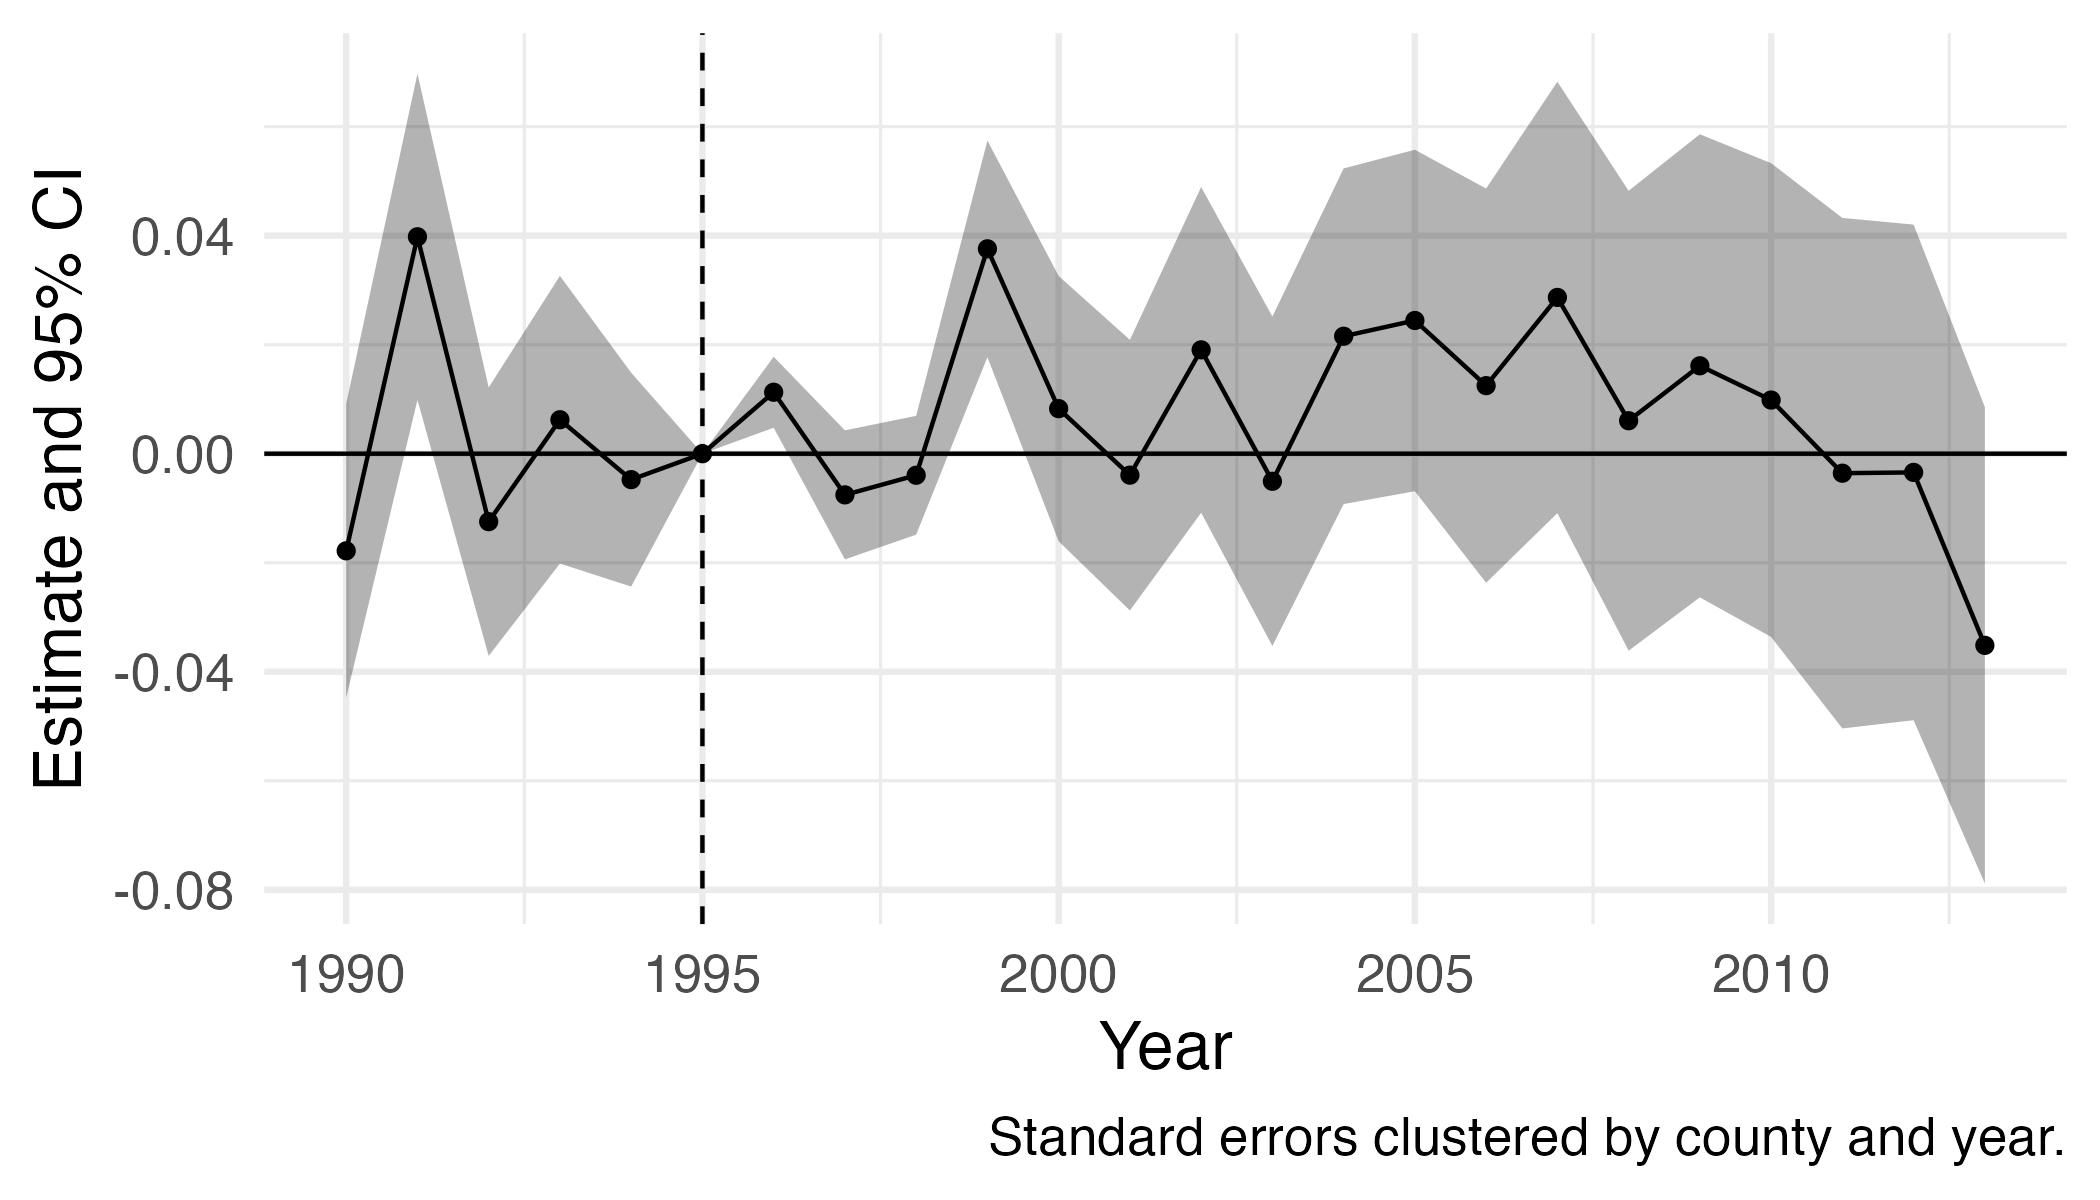 Estimate and 95% CI
0.04
0.00
-0.04
-0.08
1990 1995 2000 2005 2010
Year
Standard errors clustered by county and year.